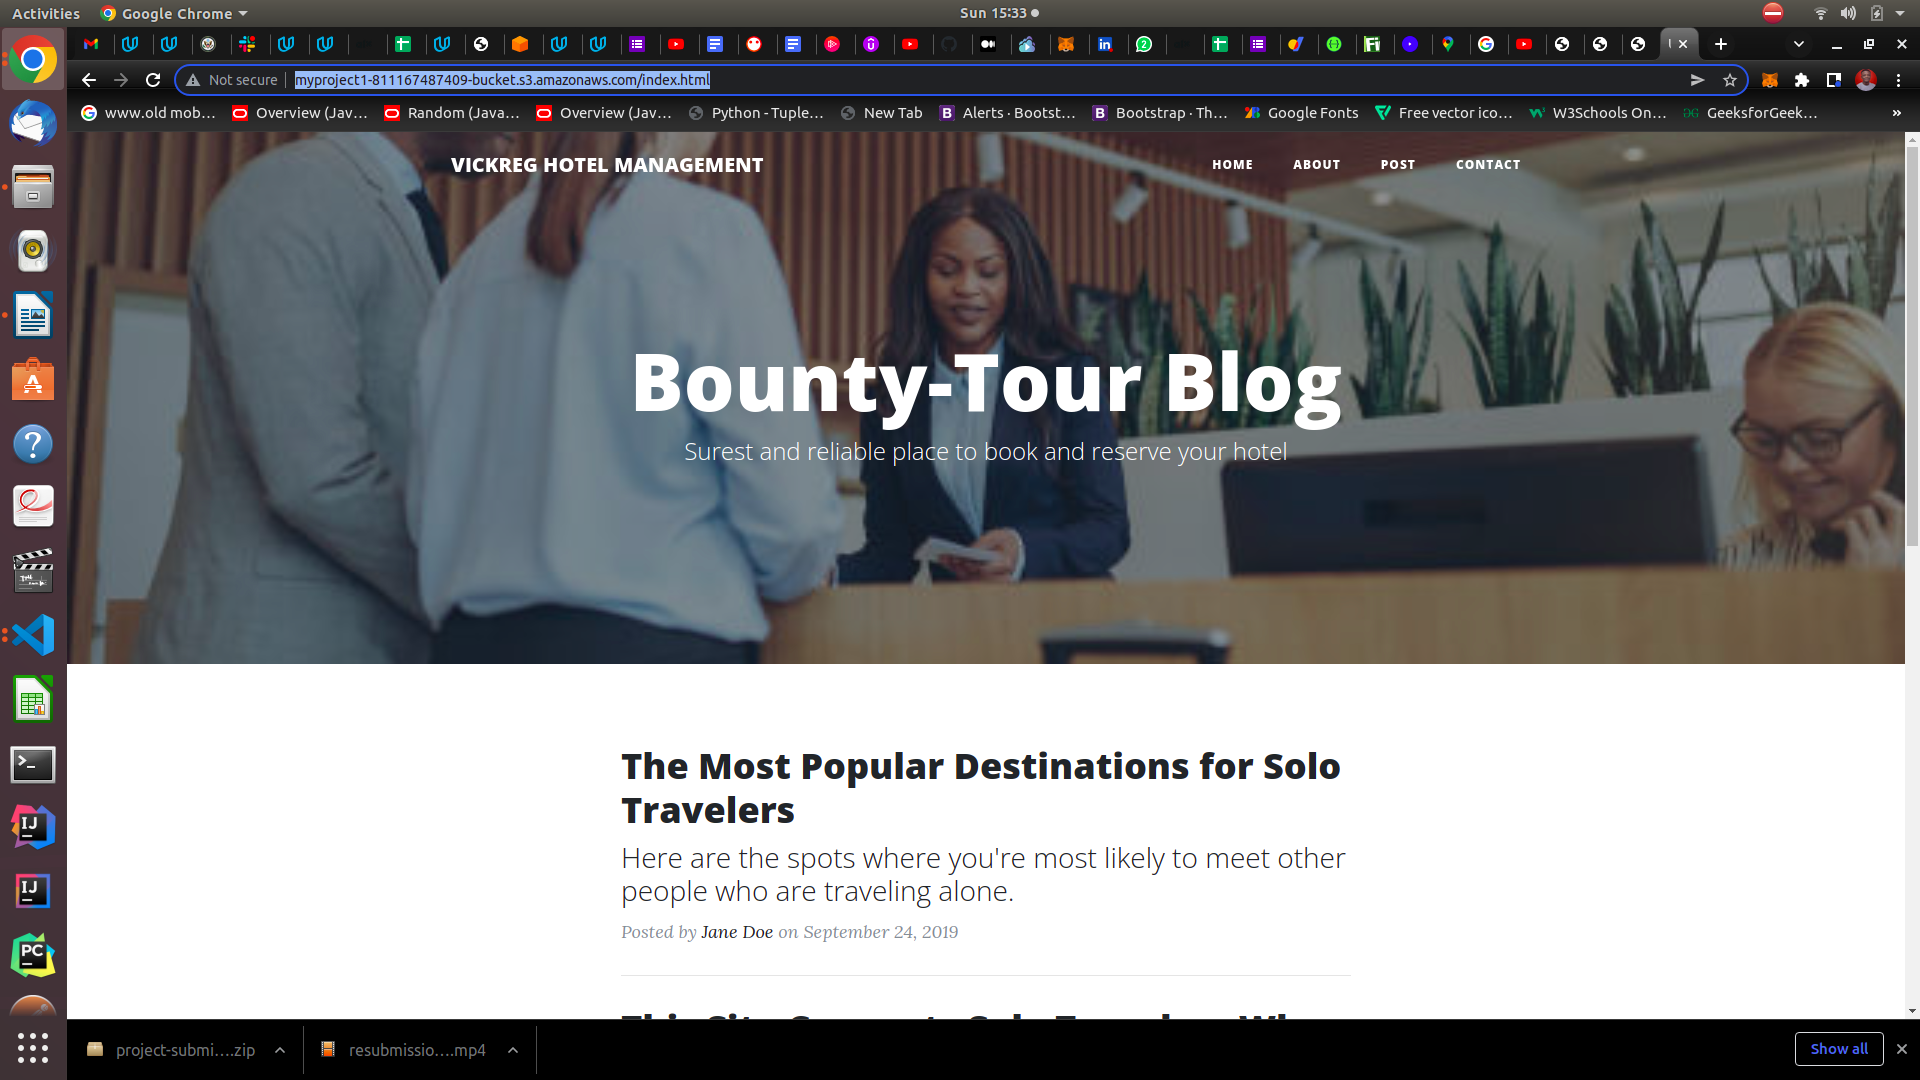 Activities
Google Chrome
Sun 15:33
Not secure
myproject1-811167487409-bucket.s3.amazonaws.com/index.html
www.old mob...
Overview (Jav...
Random (Java...
Overview (Jav...
Python - Tuple...
New Tab
Alerts · Bootst...
Bootstrap · Th...
Google Fonts
Free vector ico...
W3Schools On...
GeeksforGeek...
»
VICKREG HOTEL MANAGEMENT
HOME
ABOUT
POST
CONTACT
Bounty-Tour Blog
Surest and reliable place to book and reserve your hotel
The Most Popular Destinations for Solo
Travelers
Here are the spots where you're most likely to meet other
people who are traveling alone.
Posted by Jane Doe on September 24, 2019
project-submi....zip
resubmissio....mp4
Show all